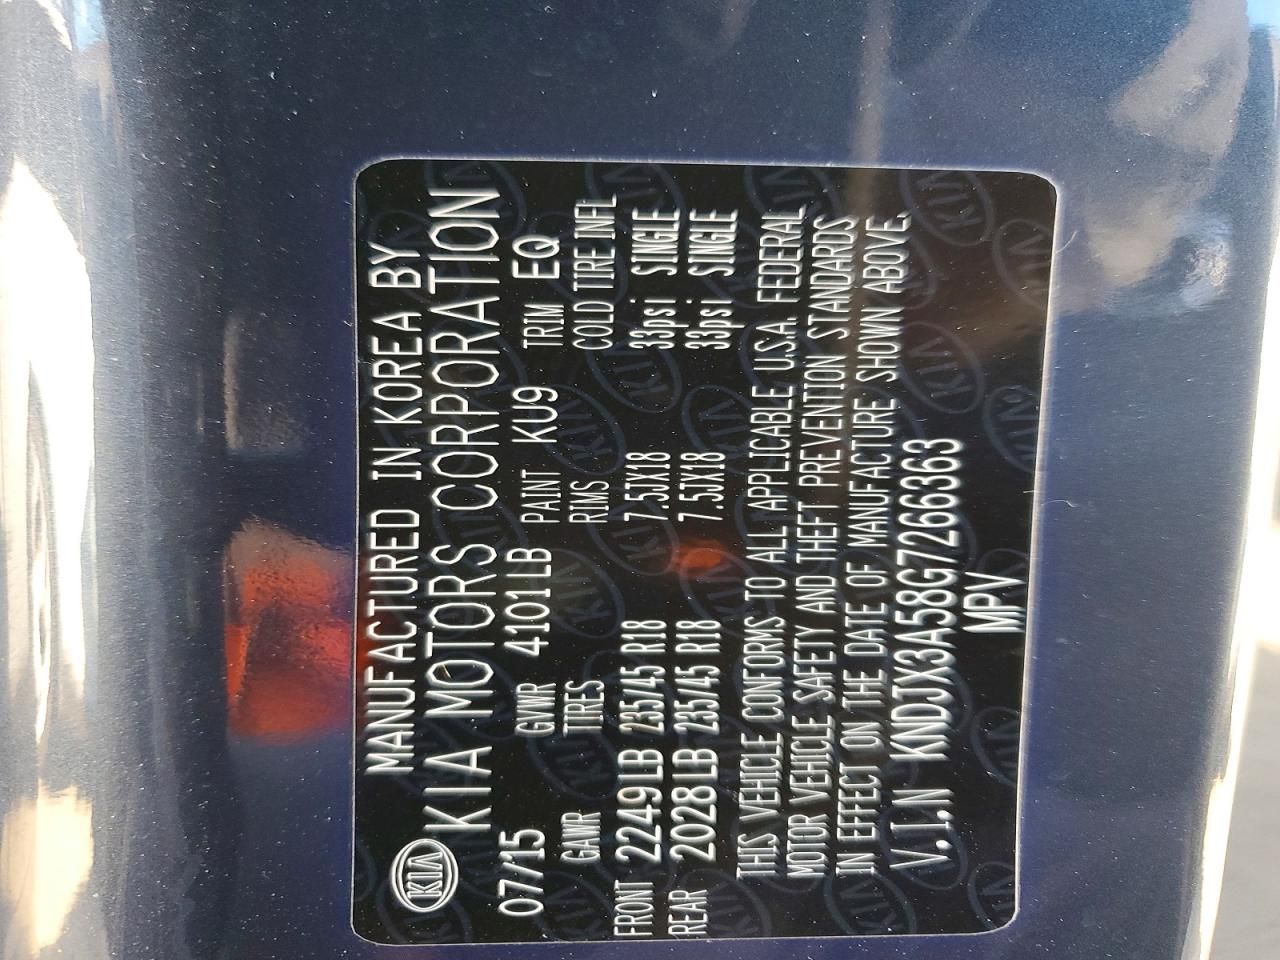 KIA MANUFACTURED IN KOREA BY
KIA MOTORS CORPORATION
07/15 GVWR 4101LB PAINT KU9 TRIM EQ
GAWR TIRES RIMS COLD TIRE INFL
FRONT 2249LB 235/45 R18 7.5JX18 33psi SINGLE
REAR 2028LB 235/45 R18 7.5JX18 33psi SINGLE
THIS VEHICLE CONFORMS TO ALL APPLICABLE U.S.A. FEDERAL
MOTOR VEHICLE SAFETY AND THEFT PREVENTION STANDARDS
IN EFFECT ON THE DATE OF MANUFACTURE SHOWN ABOVE.
V.I.N KNDJX3A58G7266363
MPV